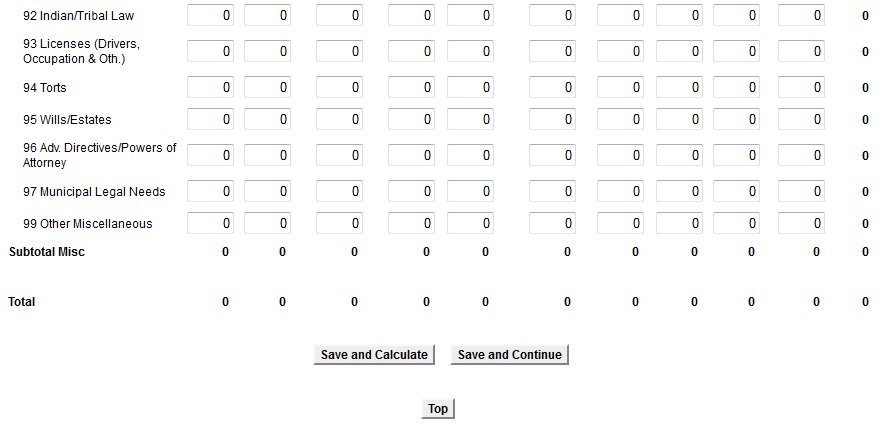 92 Indian/Tribal Law 0 0 0 0 0 0 0 0 0 0 0
93 Licenses (Drivers,
Occupation & Oth.) 0 0 0 0 0 0 0 0 0 0 0
94 Torts 0 0 0 0 0 0 0 0 0 0 0
95 Wills/Estates 0 0 0 0 0 0 0 0 0 0 0
96 Adv. Directives/Powers of
Attorney 0 0 0 0 0 0 0 0 0 0 0
97 Municipal Legal Needs 0 0 0 0 0 0 0 0 0 0 0
99 Other Miscellaneous 0 0 0 0 0 0 0 0 0 0 0
Subtotal Misc 0 0 0 0 0 0 0 0 0 0 0
Total 0 0 0 0 0 0 0 0 0 0 0
Save and Calculate Save and Continue
Top